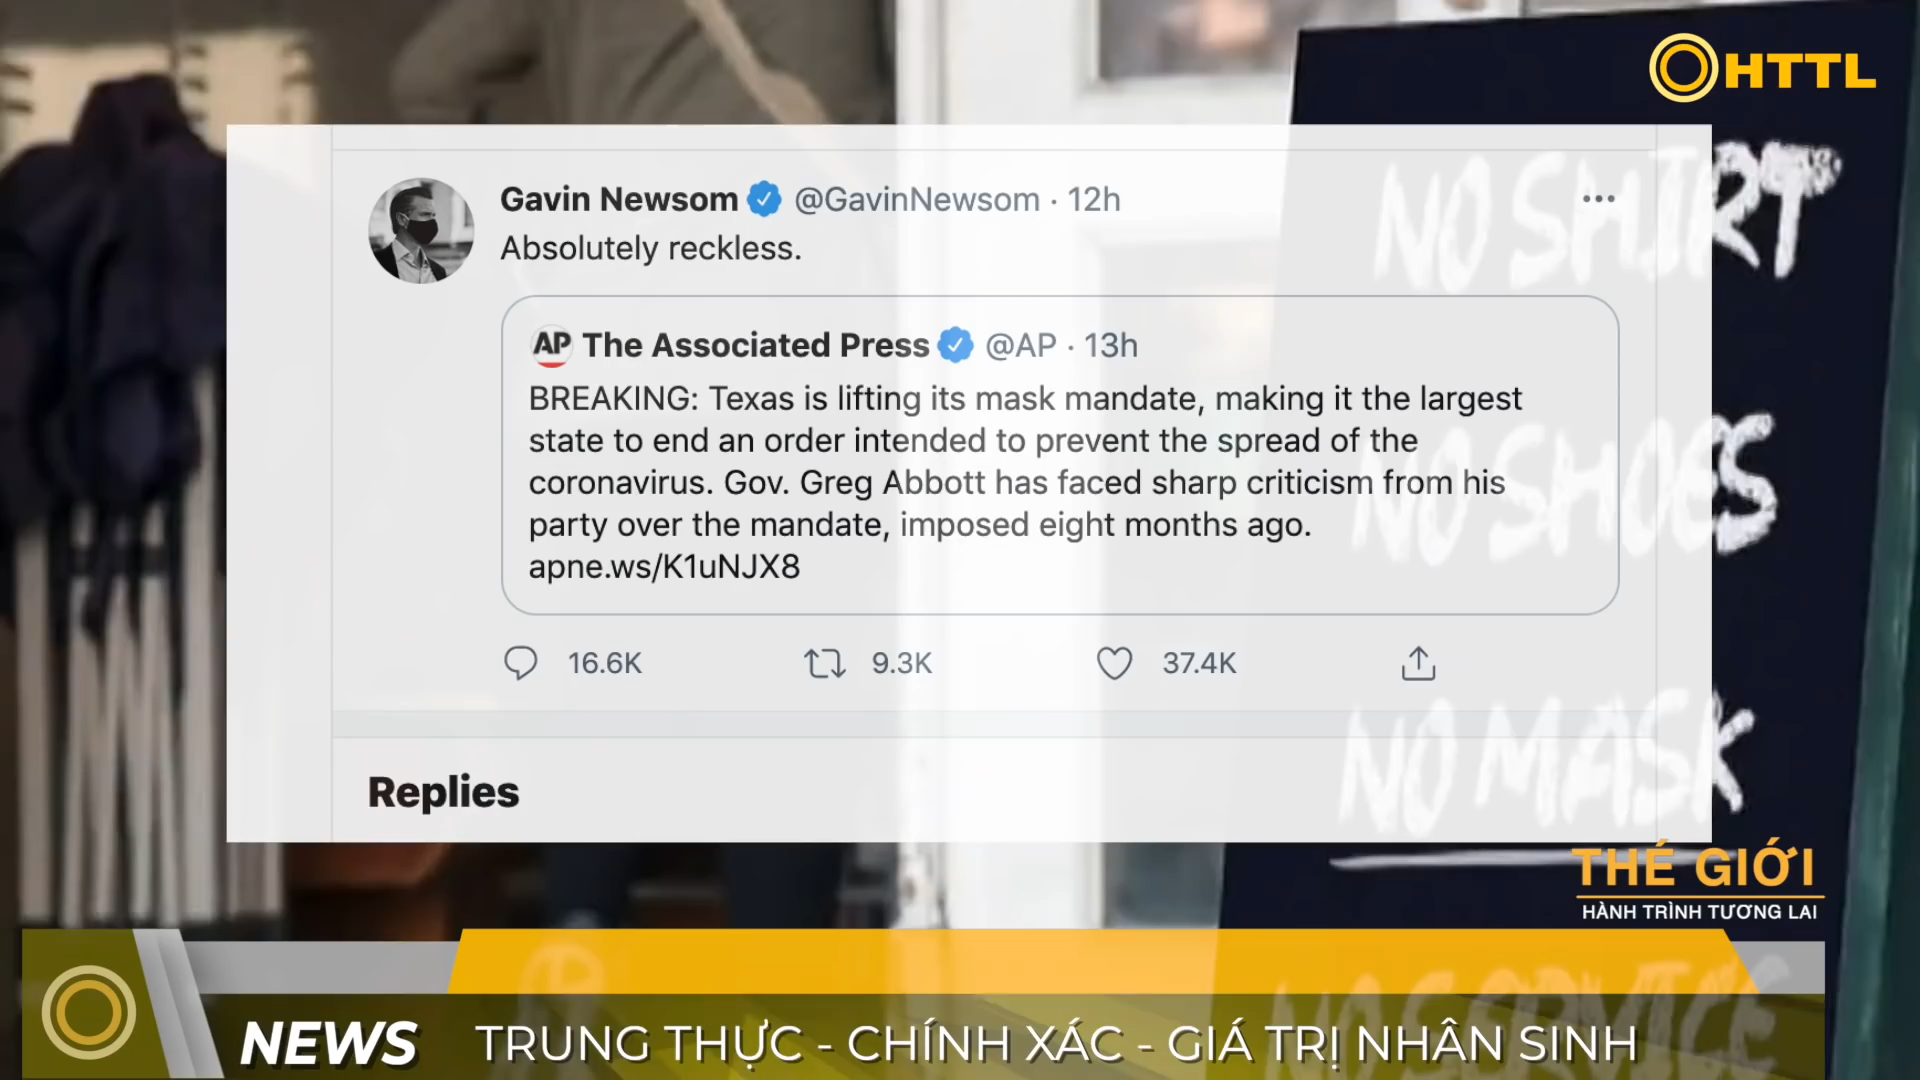 HTTL
NO SHIRT
Gavin Newsom @GavinNewsom · 12h
Absolutely reckless.
AP The Associated Press @AP · 13h
BREAKING: Texas is lifting its mask mandate, making it the largest
state to end an order intended to prevent the spread of the
coronavirus. Gov. Greg Abbott has faced sharp criticism from his
party over the mandate, imposed eight months ago.
apne.ws/K1uNJX8
NO SHOES
16.6K 9.3K 37.4K
NO MASK
Replies
THẾ GIỚI
HÀNH TRÌNH TƯƠNG LAI
NO SERVICE
NEWS TRUNG THỰC - CHÍNH XÁC - GIÁ TRỊ NHÂN SINH